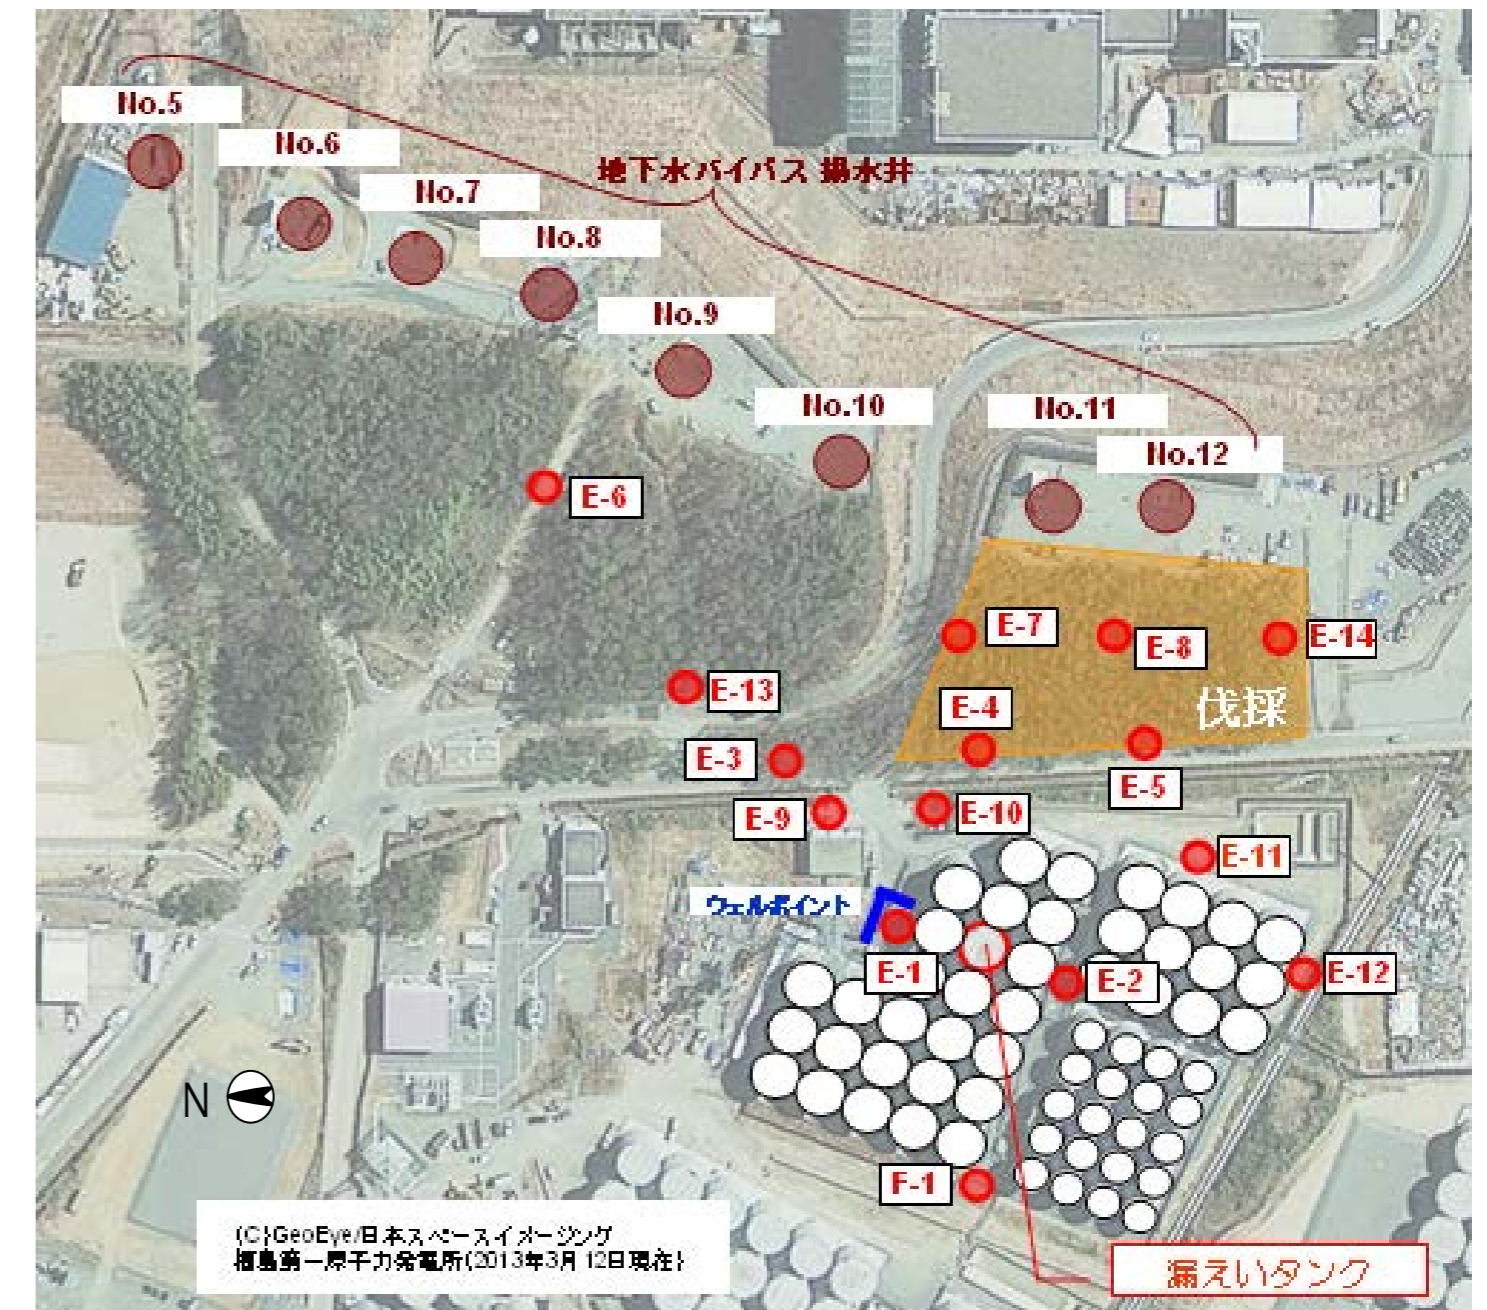 No.5
No.6
No.7
No.8
地下水バイパス 揚水井
No.9
No.10
No.11
No.12
E-6
E-7
E-8
E-14
E-13
E-4
伐採
E-3
E-5
E-9
E-10
E-11
ウェルポイント
E-1
E-2
E-12
N
F-1
(C)GeoEye/日本スペースイメージング
福島第一原子力発電所(2013年3月12日現在)
漏えいタンク